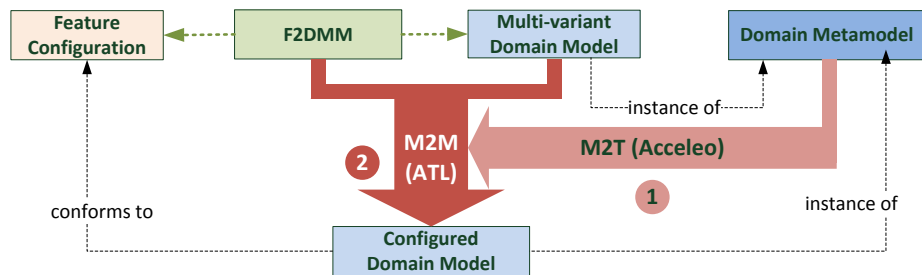 Feature
Configuration
F2DMM
Multi-variant
Domain Model
Domain Metamodel
instance of
M2M
(ATL)
M2T (Acceleo)
2
1
conforms to
instance of
Configured
Domain Model